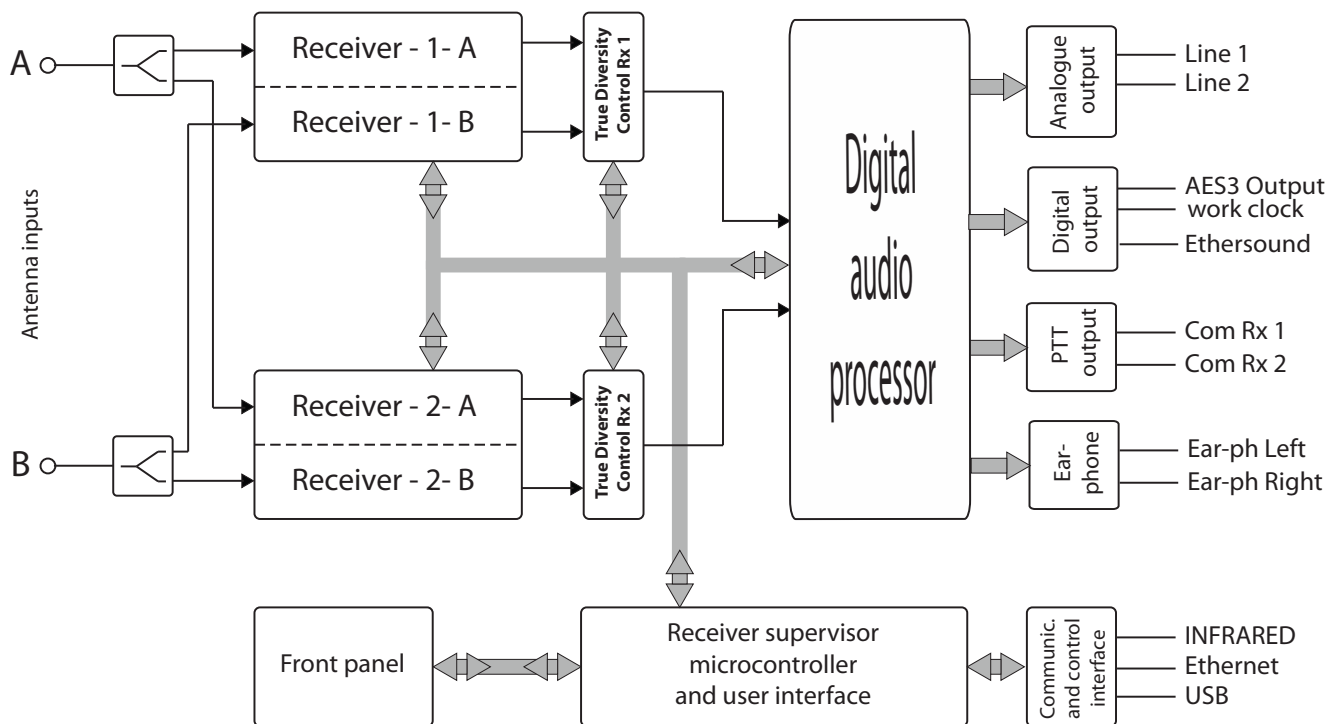 A
Antenna inputs
B
Receiver - 1- A
Receiver - 1- B
True Diversity
Control Rx 1
Receiver - 2- A
Receiver - 2- B
True Diversity
Control Rx 2
Digital
audio
processor
Analogue
output
Line 1
Line 2
Digital
output
AES3 Output
work clock
Ethersound
PTT
output
Com Rx 1
Com Rx 2
Ear-
phone
Ear-ph Left
Ear-ph Right
Front panel
Receiver supervisor
microcontroller
and user interface
Communic.
and control
interface
INFRARED
Ethernet
USB